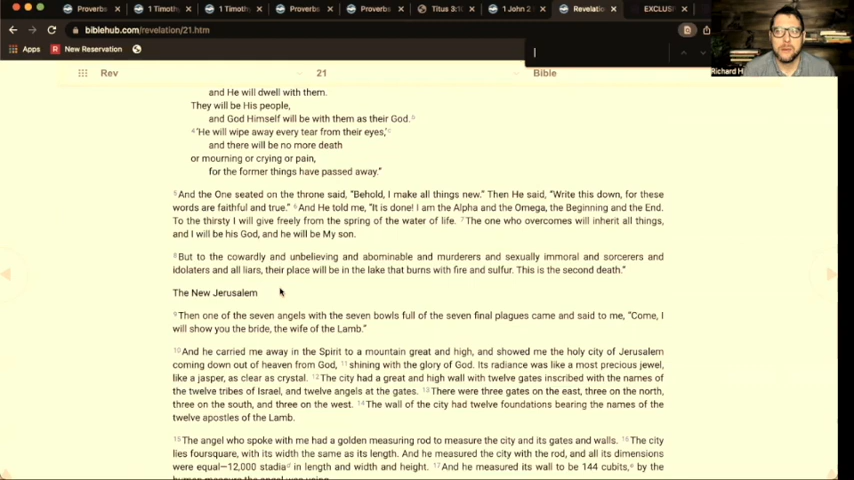 Proverbs
1 Timothy
1 Timothy
Proverbs
Proverbs
Titus 3:10
1 John 2
Revelation
EXCLUSI
biblehub.com/revelation/21.htm
Apps
New Reservation
Richard H
Rev
21
Bible
and He will dwell with them.
They will be His people,
and God Himself will be with them as their God.b
4‘He will wipe away every tear from their eyes,’c
and there will be no more death
or mourning or crying or pain,
for the former things have passed away.”
5And the One seated on the throne said, “Behold, I make all things new.” Then He said, “Write this down, for these
words are faithful and true.” 6And He told me, “It is done! I am the Alpha and the Omega, the Beginning and the End.
To the thirsty I will give freely from the spring of the water of life. 7The one who overcomes will inherit all things,
and I will be his God, and he will be My son.
8But to the cowardly and unbelieving and abominable and murderers and sexually immoral and sorcerers and
idolaters and all liars, their place will be in the lake that burns with fire and sulfur. This is the second death.”
The New Jerusalem
9Then one of the seven angels with the seven bowls full of the seven final plagues came and said to me, “Come, I
will show you the bride, the wife of the Lamb.”
10And he carried me away in the Spirit to a mountain great and high, and showed me the holy city of Jerusalem
coming down out of heaven from God, 11shining with the glory of God. Its radiance was like a most precious jewel,
like a jasper, as clear as crystal. 12The city had a great and high wall with twelve gates inscribed with the names of
the twelve tribes of Israel, and twelve angels at the gates. 13There were three gates on the east, three on the north,
three on the south, and three on the west. 14The wall of the city had twelve foundations bearing the names of the
twelve apostles of the Lamb.
15The angel who spoke with me had a golden measuring rod to measure the city and its gates and walls. 16The city
lies foursquare, with its width the same as its length. And he measured the city with the rod, and all its dimensions
were equal—12,000 stadiad in length and width and height. 17And he measured its wall to be 144 cubits,e by the
human measure the angel was using.